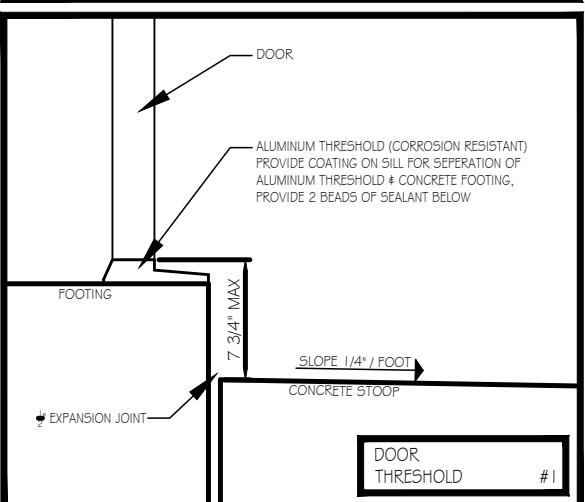 DOOR
ALUMINUM THRESHOLD (CORROSION RESISTANT)
PROVIDE COATING ON SILL FOR SEPERATION OF
ALUMINUM THRESHOLD & CONCRETE FOOTING,
PROVIDE 2 BEADS OF SEALANT BELOW
FOOTING
7 3/4" MAX
SLOPE 1/4" / FOOT
CONCRETE STOOP
1/2" EXPANSION JOINT
DOOR
THRESHOLD #1